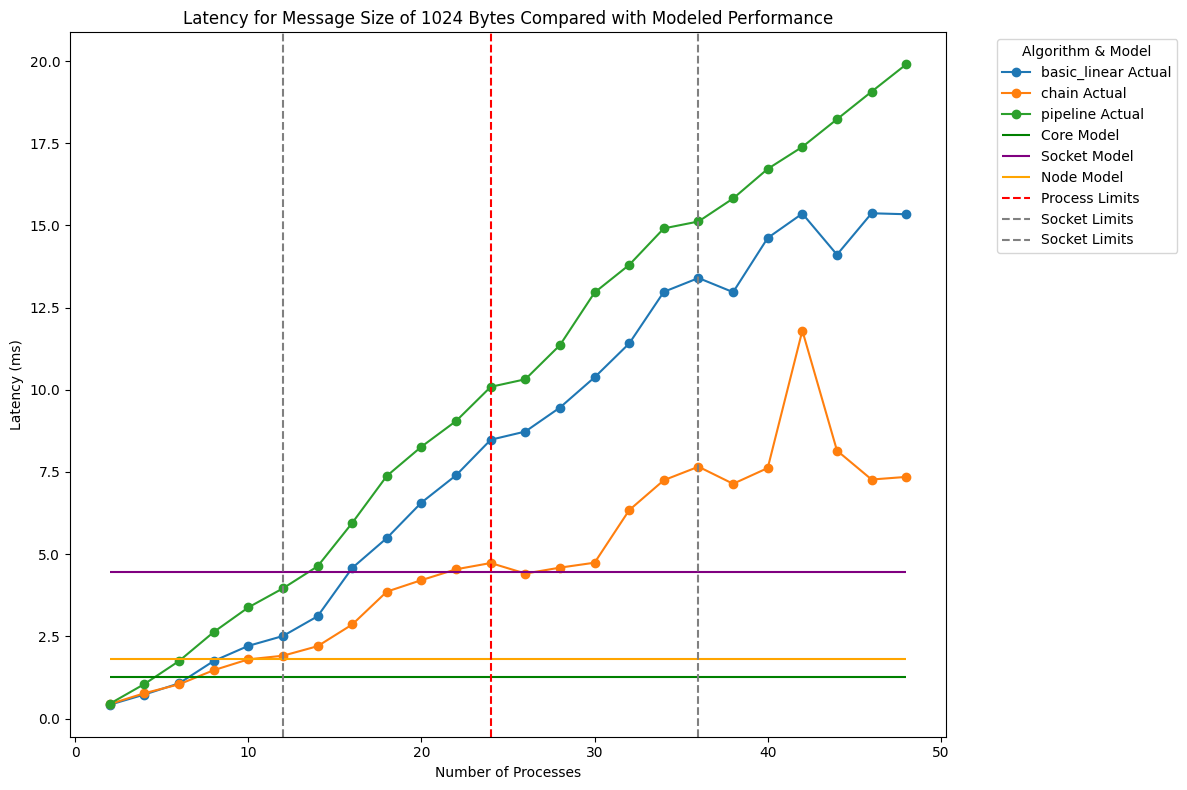 Latency for Message Size of 1024 Bytes Compared with Modeled Performance
Algorithm & Model
basic_linear Actual
chain Actual
pipeline Actual
Core Model
Socket Model
Node Model
Process Limits
Socket Limits
Socket Limits
Latency (ms)
20.0
17.5
15.0
12.5
10.0
7.5
5.0
2.5
0.0
0 10 20 30 40 50
Number of Processes